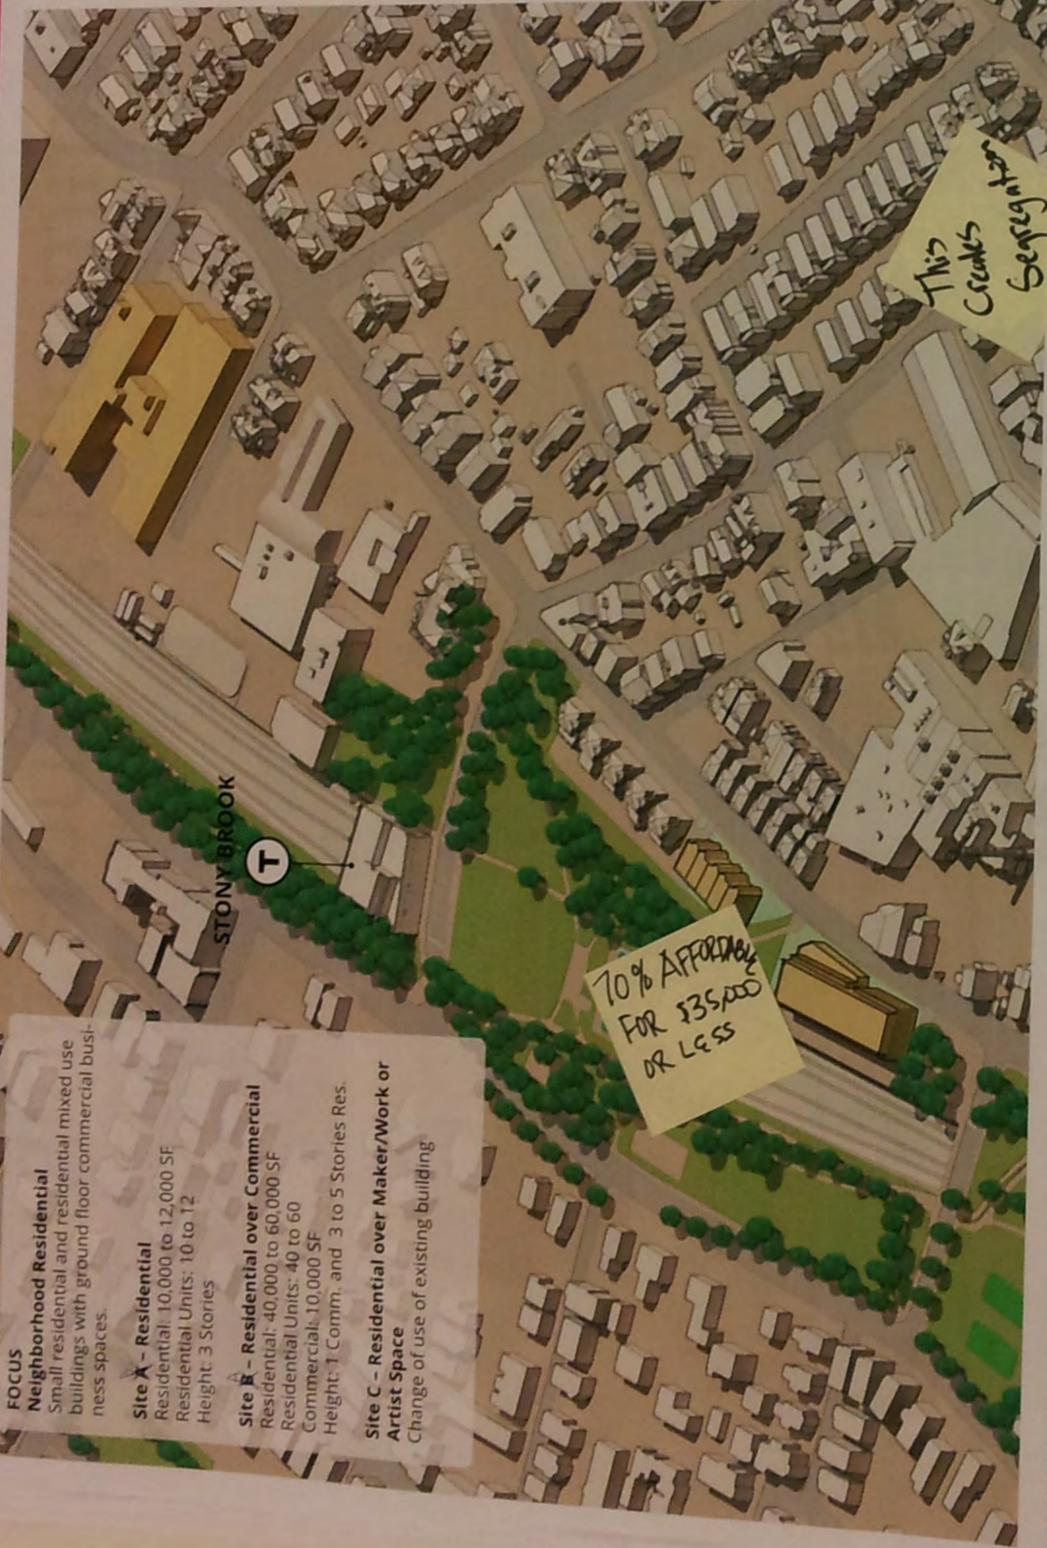 FOCUS
Neighborhood Residential
Small residential and residential mixed use
buildings with ground floor commercial busi-
ness spaces.
Site A - Residential
Residential: 10,000 to 12,000 SF
Residential Units: 10 to 12
Height: 3 Stories
Site B – Residential over Commercial
Residential: 40,000 to 60,000 SF
Residential Units: 40 to 60
Commercial: 10,000 SF
Height: 1 Comm. and 3 to 5 Stories Res.
Site C – Residential over Maker/Work or
Artist Space
Change of use of existing building
STONY BROOK
T
70% AFFORDABLE
FOR $35,000
OR LESS
This
Creates
Segregation